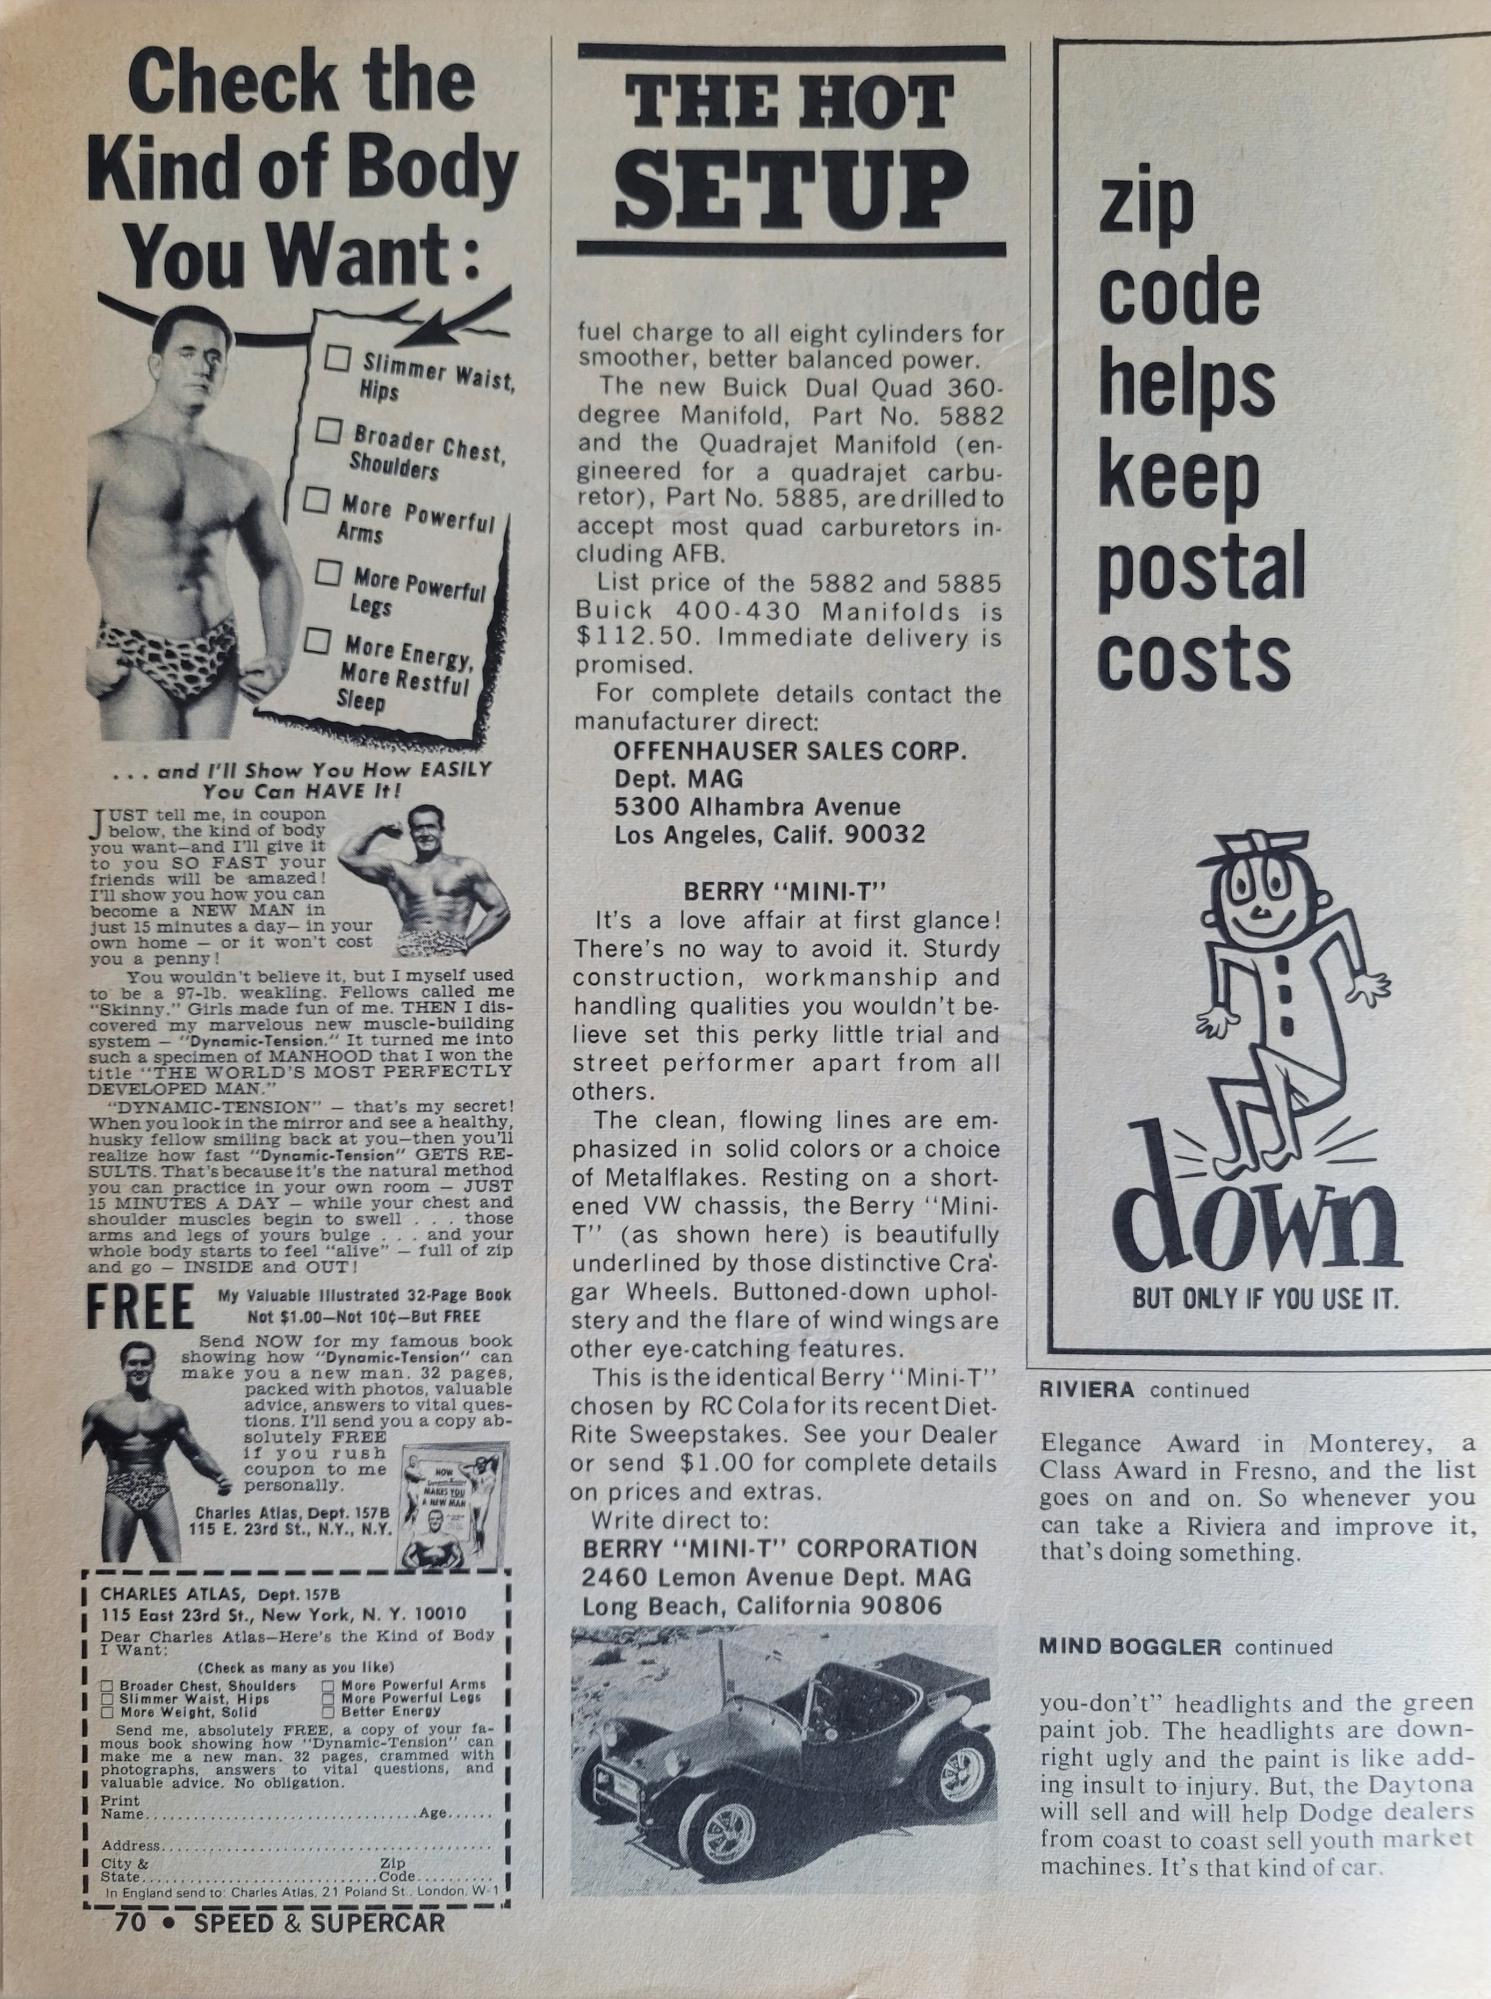 Check the
Kind of Body
You Want:
Slimmer Waist,
Hips
Broader Chest,
Shoulders
More Powerful
Arms
More Powerful
Legs
More Energy,
More Restful
Sleep
. . . and I'll Show You How EASILY
You Can HAVE It!
JUST tell me, in coupon
below, the kind of body
you want—and I'll give it
to you SO FAST your
friends will be amazed!
I'll show you how you can
become a NEW MAN in
just 15 minutes a day— in your
own home — or it won't cost
you a penny!
You wouldn't believe it, but I myself used
to be a 97-lb. weakling. Fellows called me
"Skinny." Girls made fun of me. THEN I dis-
covered my marvelous new muscle-building
system — "Dynamic-Tension." It turned me into
such a specimen of MANHOOD that I won the
title "THE WORLD'S MOST PERFECTLY
DEVELOPED MAN."
"DYNAMIC-TENSION" — that's my secret!
When you look in the mirror and see a healthy,
husky fellow smiling back at you—then you'll
realize how fast "Dynamic-Tension" GETS RE-
SULTS. That's because it's the natural method
you can practice in your own room — JUST
15 MINUTES A DAY — while your chest and
shoulder muscles begin to swell . . . those
arms and legs of yours bulge . . . and your
whole body starts to feel "alive" — full of zip
and go — INSIDE and OUT!
FREE My Valuable Illustrated 32-Page Book
Not $1.00—Not 10¢—But FREE
Send NOW for my famous book
showing how "Dynamic-Tension" can
make you a new man. 32 pages,
packed with photos, valuable
advice, answers to vital ques-
tions. I'll send you a copy ab-
solutely FREE
if you rush
coupon to me
personally.
HOW
MAKES YOU
A NEW MAN
Charles Atlas, Dept. 157B
115 E. 23rd St., N.Y., N.Y.
CHARLES ATLAS, Dept. 157B
115 East 23rd St., New York, N. Y. 10010
Dear Charles Atlas—Here's the Kind of Body
I Want:
(Check as many as you like)
Broader Chest, Shoulders More Powerful Arms
Slimmer Waist, Hips More Powerful Legs
More Weight, Solid Better Energy
Send me, absolutely FREE, a copy of your fa-
mous book showing how "Dynamic-Tension" can
make me a new man. 32 pages, crammed with
photographs, answers to vital questions, and
valuable advice. No obligation.
Print
Name....................................Age......
Address.............................................
City & Zip
State...............................Code..........
In England send to: Charles Atlas, 21 Poland St., London, W-1
70 • SPEED & SUPERCAR
THE HOT
SETUP
fuel charge to all eight cylinders for
smoother, better balanced power.
The new Buick Dual Quad 360-
degree Manifold, Part No. 5882
and the Quadrajet Manifold (en-
gineered for a quadrajet carbu-
retor), Part No. 5885, are drilled to
accept most quad carburetors in-
cluding AFB.
List price of the 5882 and 5885
Buick 400-430 Manifolds is
$112.50. Immediate delivery is
promised.
For complete details contact the
manufacturer direct:
OFFENHAUSER SALES CORP.
Dept. MAG
5300 Alhambra Avenue
Los Angeles, Calif. 90032
BERRY "MINI-T"
It's a love affair at first glance!
There's no way to avoid it. Sturdy
construction, workmanship and
handling qualities you wouldn't be-
lieve set this perky little trial and
street performer apart from all
others.
The clean, flowing lines are em-
phasized in solid colors or a choice
of Metalflakes. Resting on a short-
ened VW chassis, the Berry "Mini-
T" (as shown here) is beautifully
underlined by those distinctive Cra-
gar Wheels. Buttoned-down uphol-
stery and the flare of wind wings are
other eye-catching features.
This is the identical Berry "Mini-T"
chosen by RC Cola for its recent Diet-
Rite Sweepstakes. See your Dealer
or send $1.00 for complete details
on prices and extras.
Write direct to:
BERRY "MINI-T" CORPORATION
2460 Lemon Avenue Dept. MAG
Long Beach, California 90806
zip
code
helps
keep
postal
costs
down
BUT ONLY IF YOU USE IT.
RIVIERA continued
Elegance Award in Monterey, a
Class Award in Fresno, and the list
goes on and on. So whenever you
can take a Riviera and improve it,
that's doing something.
MIND BOGGLER continued
you-don't" headlights and the green
paint job. The headlights are down-
right ugly and the paint is like add-
ing insult to injury. But, the Daytona
will sell and will help Dodge dealers
from coast to coast sell youth market
machines. It's that kind of car.